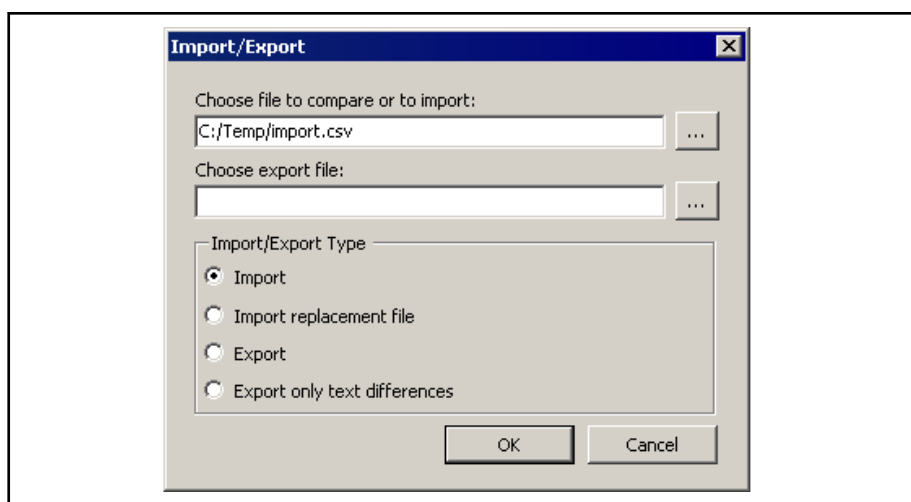 Import/Export
Choose file to compare or to import:
C:/Temp/import.csv
...
Choose export file:
...
Import/Export Type
Import
Import replacement file
Export
Export only text differences
OK
Cancel